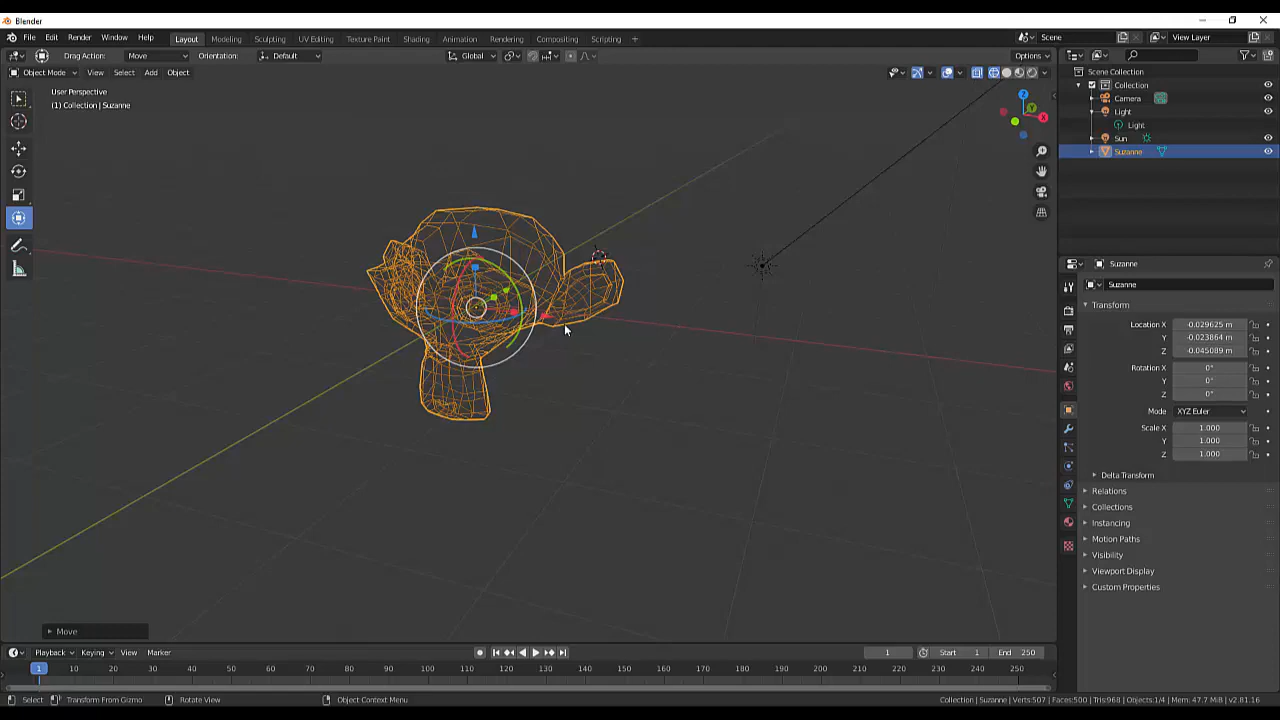 Blender
File Edit Render Window Help Layout Modeling Sculpting UV Editing Texture Paint Shading Animation Rendering Compositing Scripting + Scene View Layer
Drag Action: Move Orientation: Default Global Options
Object Mode View Select Add Object
User Perspective
(1) Collection | Suzanne
Z
Y
X
Scene Collection
Collection
Camera
Light
Light
Sun
Suzanne
Suzanne
Suzanne
Transform
Location X -0.029625 m
Y -0.023864 m
Z -0.045089 m
Rotation X 0°
Y 0°
Z 0°
Mode XYZ Euler
Scale X 1.000
Y 1.000
Z 1.000
Delta Transform
Relations
Collections
Instancing
Motion Paths
Visibility
Viewport Display
Custom Properties
Move
Playback Keying View Marker 1 Start 1 End 250
1 10 20 30 40 50 60 70 80 90 100 110 120 130 140 150 160 170 180 190 200 210 220 230 240 250
Select Transform From Gizmo Rotate View Object Context Menu Collection | Suzanne | Verts:507 | Faces:500 | Tris:968 | Objects:1/4 | Mem: 47.7 MiB | v2.81.16